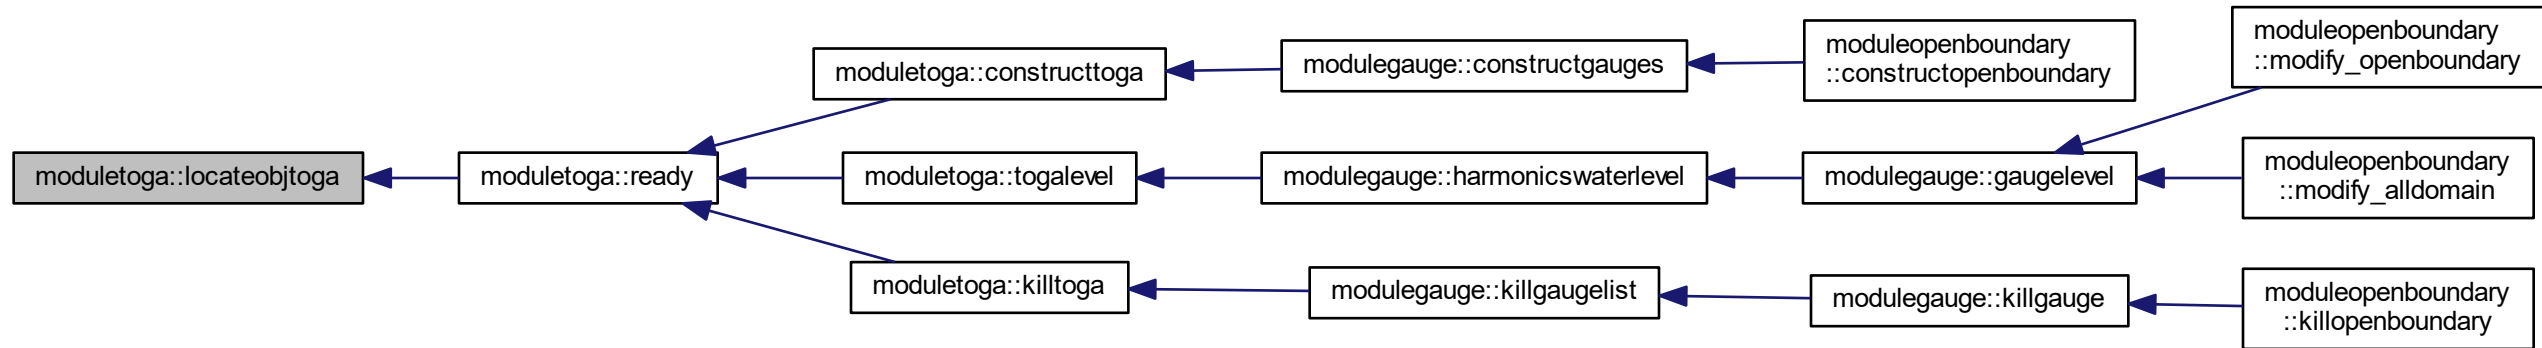 moduletoga::locateobjtoga
moduletoga::ready
moduletoga::constructtoga
modulegauge::constructgauges
moduleopenboundary
::constructopenboundary
moduletoga::togalevel
modulegauge::harmonicswaterlevel
modulegauge::gaugelevel
moduleopenboundary
::modify_openboundary
moduleopenboundary
::modify_alldomain
moduletoga::killtoga
modulegauge::killgaugelist
modulegauge::killgauge
moduleopenboundary
::killopenboundary